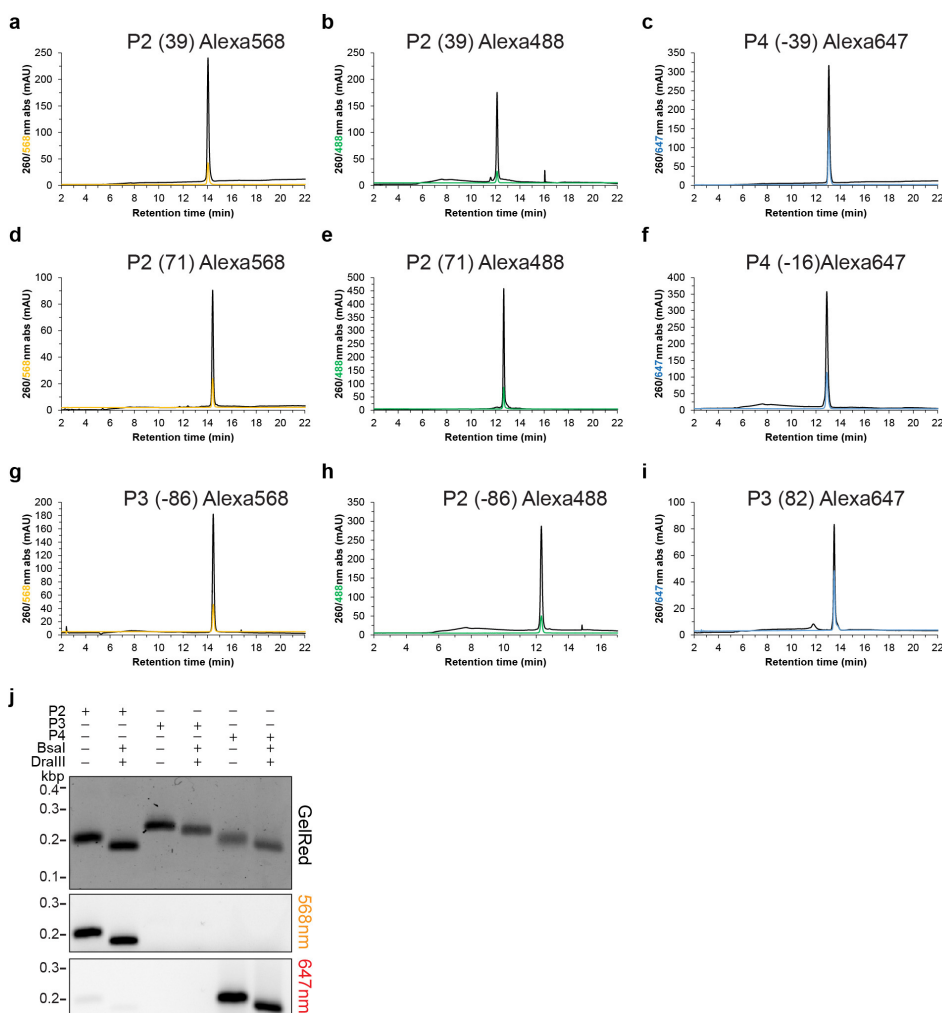 a
P2 (39) Alexa568
260/568nm abs (mAU)
250
200
150
100
50
0
2 4 6 8 10 12 14 16 18 20 22
Retention time (min)
b
P2 (39) Alexa488
260/488nm abs (mAU)
250
200
150
100
50
0
2 4 6 8 10 12 14 16 18 20 22
Retention time (min)
c
P4 (-39) Alexa647
260/647nm abs (mAU)
350
300
250
200
150
100
50
0
2 4 6 8 10 12 14 16 18 20 22
Retention time (min)
d
P2 (71) Alexa568
260/568nm abs (mAU)
100
80
60
40
20
0
2 4 6 8 10 12 14 16 18 20 22
Retention time (min)
e
P2 (71) Alexa488
260/488nm abs (mAU)
500
450
400
350
300
250
200
150
100
50
0
2 4 6 8 10 12 14 16 18 20 22
Retention time (min)
f
P4 (-16)Alexa647
260/647nm abs (mAU)
400
350
300
250
200
150
100
50
0
2 4 6 8 10 12 14 16 18 20 22
Retention time (min)
g
P3 (-86) Alexa568
260/568nm abs (mAU)
200
180
160
140
120
100
80
60
40
20
0
2 4 6 8 10 12 14 16 18 20 22
Retention time (min)
h
P2 (-86) Alexa488
260/488nm abs (mAU)
350
300
250
200
150
100
50
0
2 4 6 8 10 12 14 16
Retention time (min)
i
P3 (82) Alexa647
260/647nm abs (mAU)
100
80
60
40
20
0
2 4 6 8 10 12 14 16 18 20 22
Retention time (min)
j
P2 + + – – – –
P3 – – + + – –
P4 – – – – + +
BsaI – + – + – +
DraIII – + – + – +
kbp
0.4–
0.3–
0.2–
0.1–
GelRed
0.3–
0.2–
568nm
0.3–
0.2–
647nm